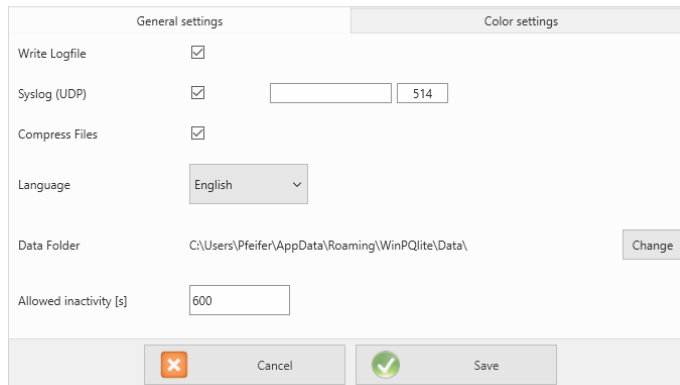 General settings Color settings
Write Logfile
Syslog (UDP) 514
Compress Files
Language English
Data Folder C:\Users\Pfeifer\AppData\Roaming\WinPQlite\Data\ Change
Allowed inactivity [s] 600
Cancel Save